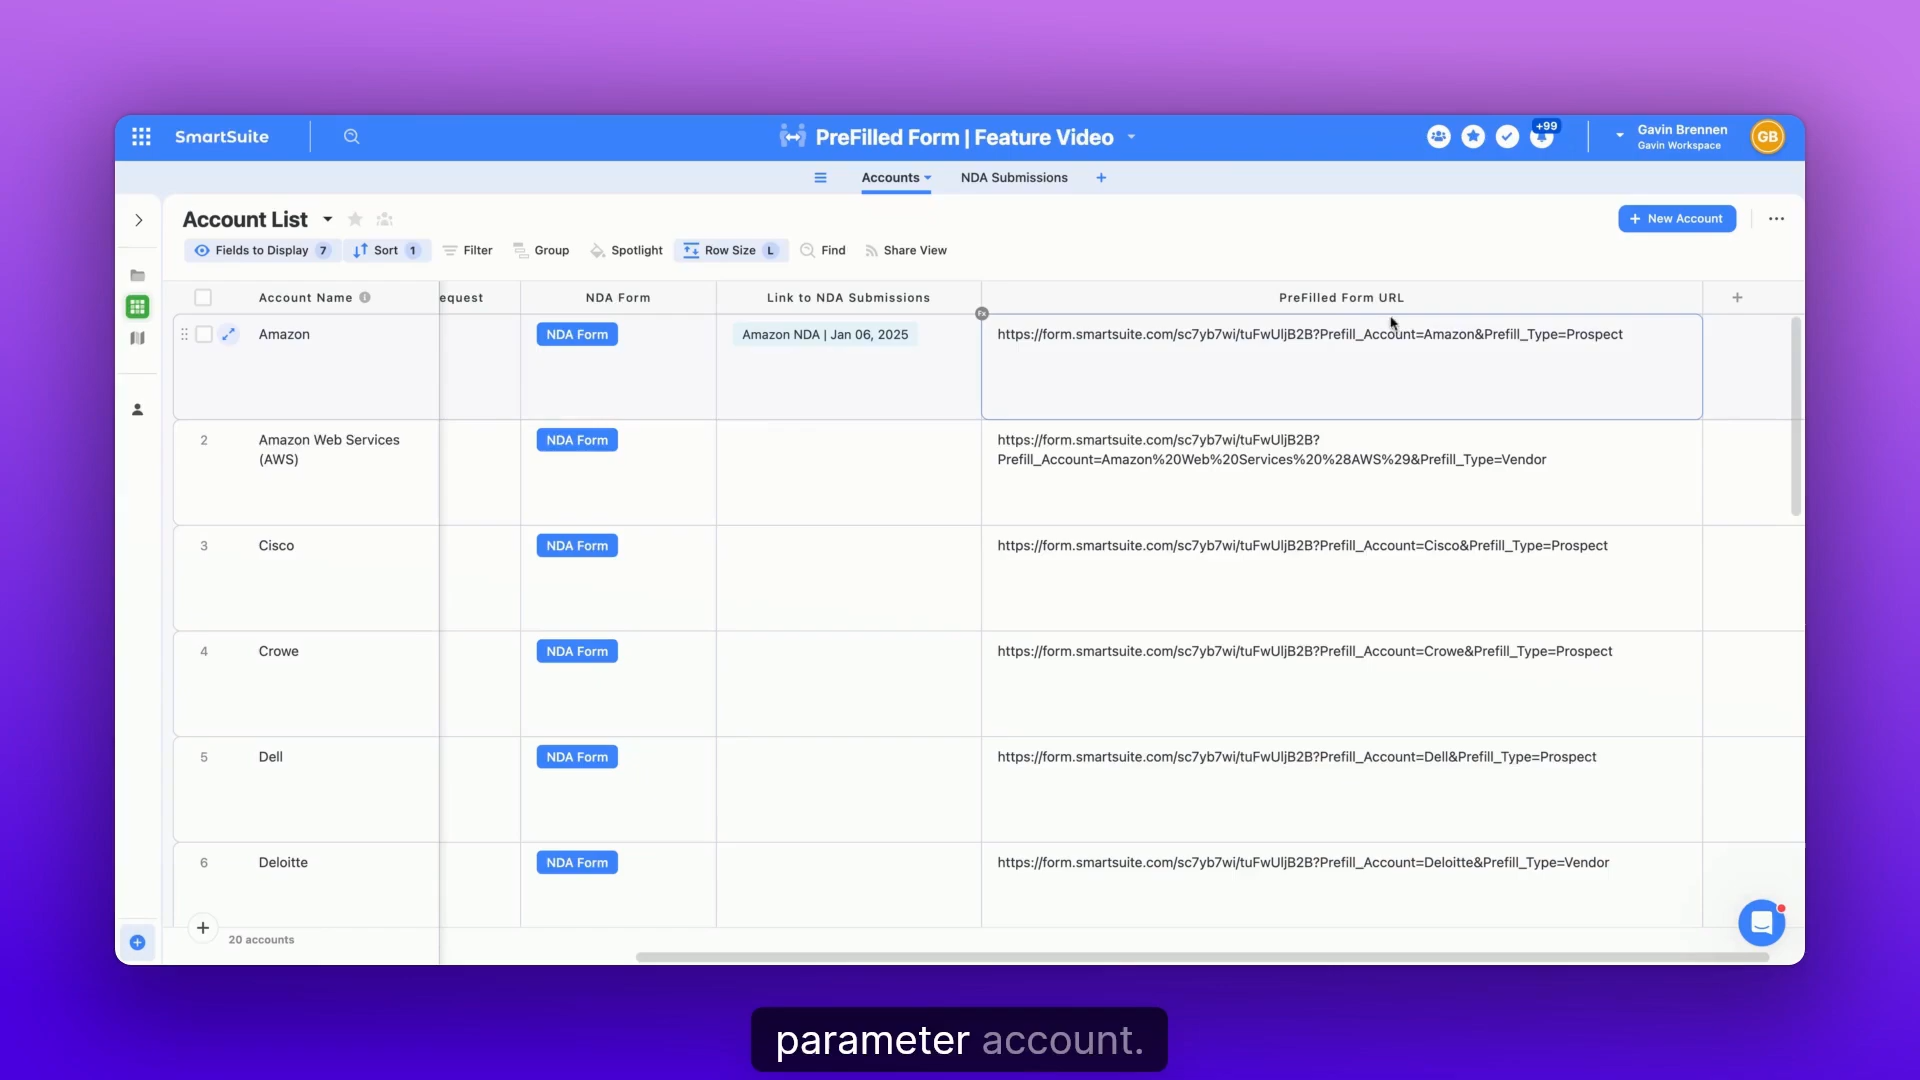 SmartSuite
PreFilled Form | Feature Video
+99
Gavin Brennen
Gavin Workspace
GB
Accounts
NDA Submissions
+
Account List
+ New Account
Fields to Display 7
Sort 1
Filter
Group
Spotlight
Row Size L
Find
Share View
Account Name
equest
NDA Form
Link to NDA Submissions
PreFilled Form URL
+
Fx
Amazon
NDA Form
Amazon NDA | Jan 06, 2025
https://form.smartsuite.com/sc7yb7wi/tuFwUljB2B?Prefill_Account=Amazon&Prefill_Type=Prospect
2
Amazon Web Services
(AWS)
NDA Form
https://form.smartsuite.com/sc7yb7wi/tuFwUljB2B?
Prefill_Account=Amazon%20Web%20Services%20%28AWS%29&Prefill_Type=Vendor
3
Cisco
NDA Form
https://form.smartsuite.com/sc7yb7wi/tuFwUljB2B?Prefill_Account=Cisco&Prefill_Type=Prospect
4
Crowe
NDA Form
https://form.smartsuite.com/sc7yb7wi/tuFwUljB2B?Prefill_Account=Crowe&Prefill_Type=Prospect
5
Dell
NDA Form
https://form.smartsuite.com/sc7yb7wi/tuFwUljB2B?Prefill_Account=Dell&Prefill_Type=Prospect
6
Deloitte
NDA Form
https://form.smartsuite.com/sc7yb7wi/tuFwUljB2B?Prefill_Account=Deloitte&Prefill_Type=Vendor
+
20 accounts
parameter account.